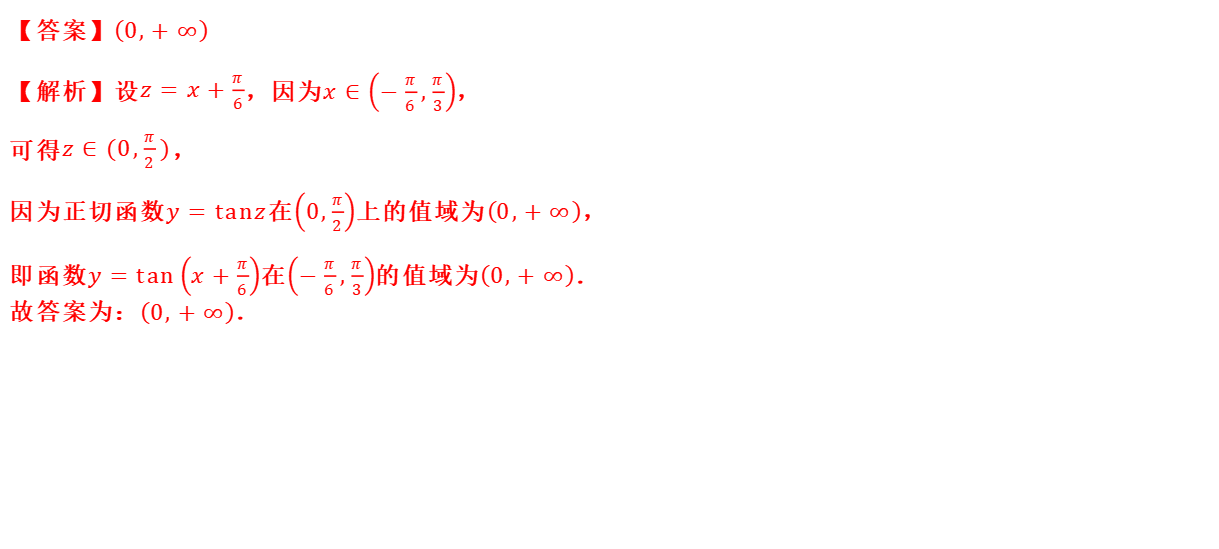 【答案】(0, + ∞)
【解析】设z = x + π/6，因为x ∈ (− π/6, π/3)，
可得z ∈ (0, π/2)，
因为正切函数y = tanz在(0, π/2)上的值域为(0, + ∞)，
即函数y = tan (x + π/6)在(− π/6, π/3)的值域为(0, + ∞)．
故答案为：(0, + ∞)．